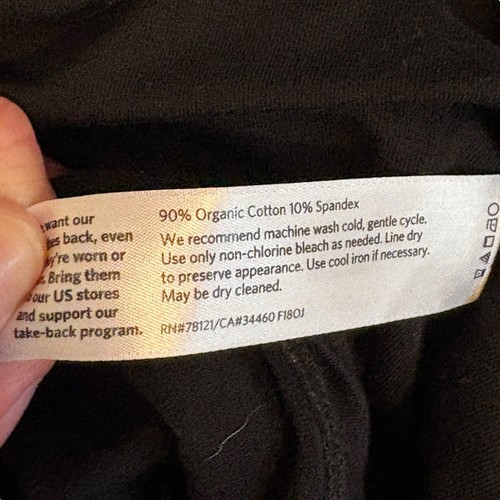 want our
back, even
worn or
Bring them
our US stores
and support our
take-back program.
90% Organic Cotton 10% Spandex
We recommend machine wash cold, gentle cycle.
Use only non-chlorine bleach as needed. Line dry
to preserve appearance. Use cool iron if necessary.
May be dry cleaned.
RN#78121/CA#34460 F18OJ